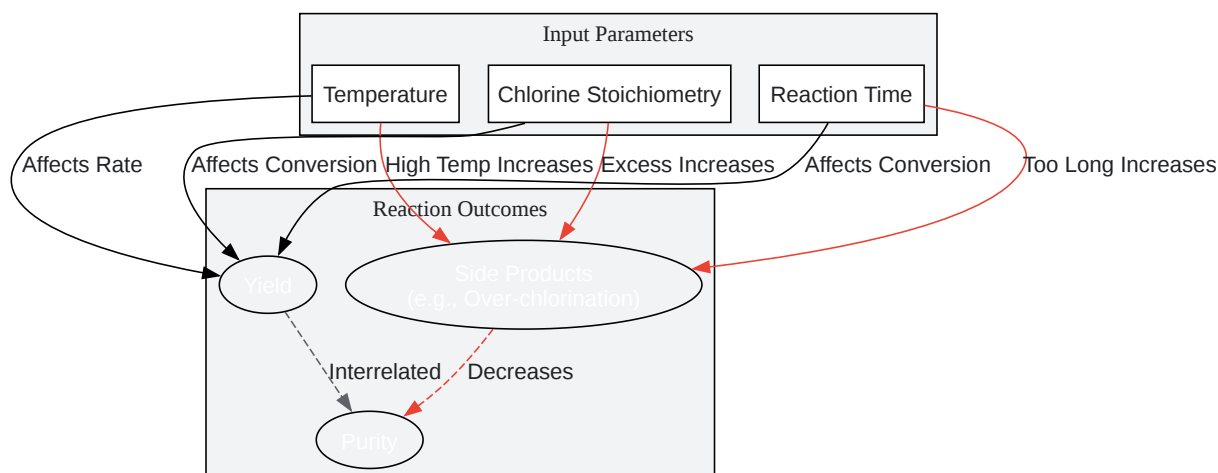 Input Parameters
Temperature
Chlorine Stoichiometry
Reaction Time
Affects Rate
Affects Conversion
High Temp Increases
Excess Increases
Affects Conversion
Too Long Increases
Reaction Outcomes
Yield
Side Products
(e.g., Over-chlorination)
Interrelated
Decreases
Purity